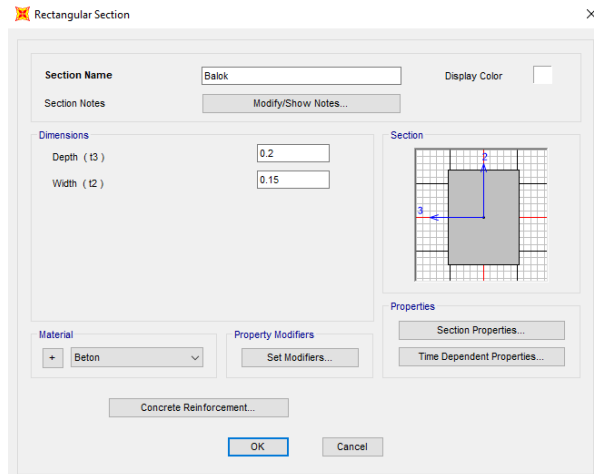 Rectangular Section
Section Name Balok Display Color
Section Notes Modify/Show Notes...
Dimensions
Depth ( t3 ) 0.2
Width ( t2 ) 0.15
Section
2
3
Properties
Section Properties...
Time Dependent Properties...
Material
+ Beton
Property Modifiers
Set Modifiers...
Concrete Reinforcement...
OK Cancel